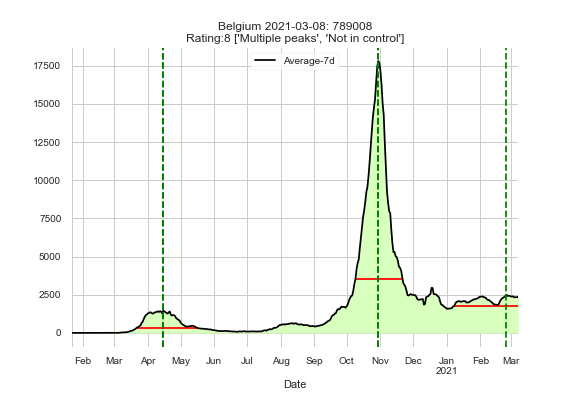 Belgium 2021-03-08: 789008
Rating:8 ['Multiple peaks', 'Not in control']
Average-7d
17500
15000
12500
10000
7500
5000
2500
0
Feb Mar Apr May Jun Jul Aug Sep Oct Nov Dec Jan Feb Mar
2021
Date